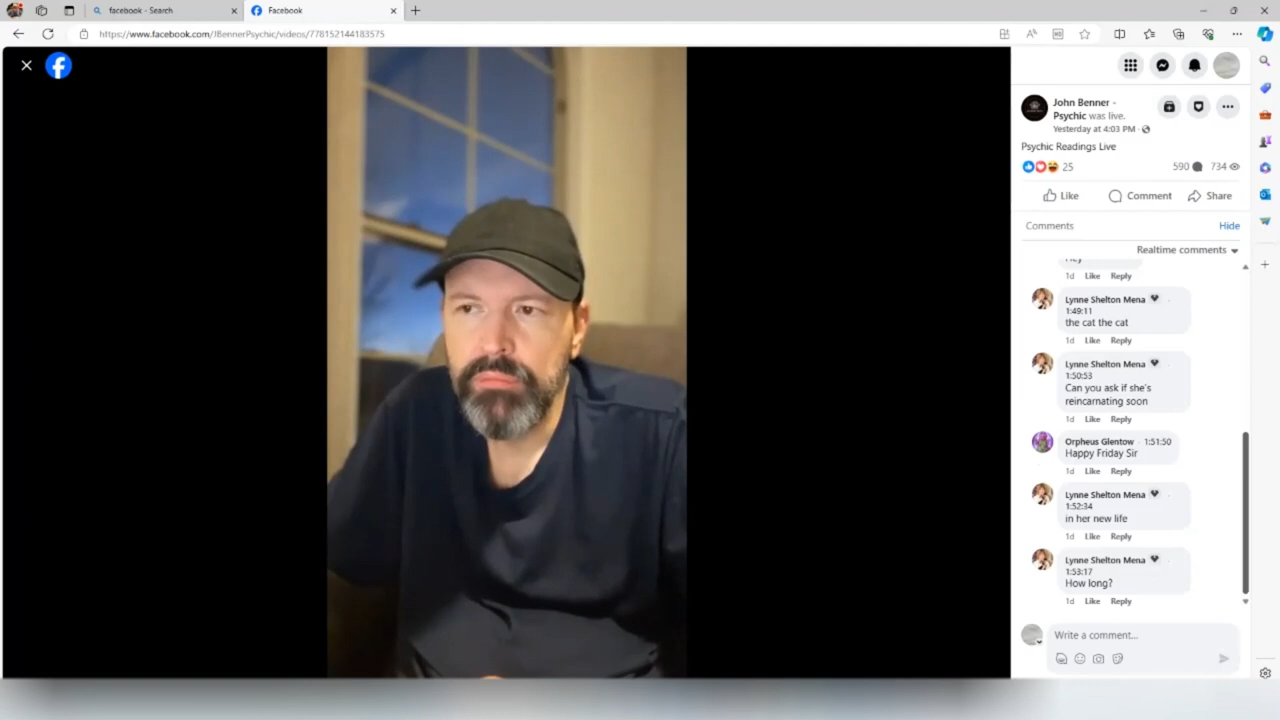 facebook - Search
Facebook
https://www.facebook.com/JBennerPsychic/videos/778152144183575
John Benner -
Psychic was live.
Yesterday at 4:03 PM ·
Psychic Readings Live
25
590
734
Like
Comment
Share
Comments
Hide
Realtime comments
1d Like Reply
Lynne Shelton Mena ·
1:49:11
the cat the cat
1d Like Reply
Lynne Shelton Mena ·
1:50:53
Can you ask if she's
reincarnating soon
1d Like Reply
Orpheus Glentow · 1:51:50
Happy Friday Sir
1d Like Reply
Lynne Shelton Mena ·
1:52:34
in her new life
1d Like Reply
Lynne Shelton Mena ·
1:53:17
How long?
1d Like Reply
Write a comment...